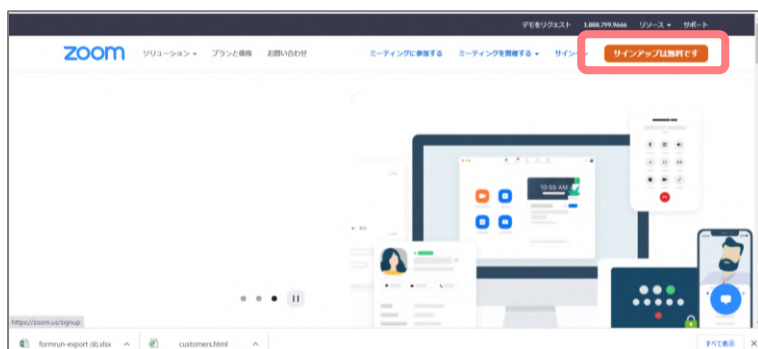 デモをリクエスト 1.888.799.9666 リソース サポート
zoom ソリューション プランと価格 お問い合わせ ミーティングに参加する ミーティングを開催する サイン サインアップは無料です
10:55 AM
https://zoom.us/signup
formrun-export (8).xlsx customers.html すべて表示